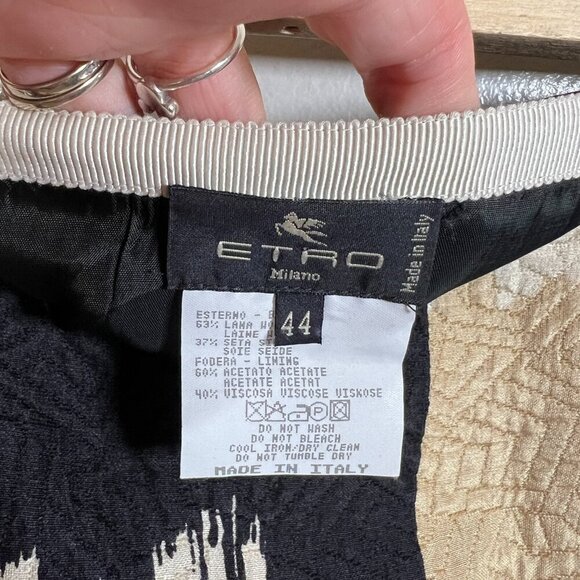 ETRO
Milano
Made in Italy
44
ESTERNO -
63% LANA WO
LAINE W
37% SETA S
SOIE SEIDE
FODERA - LINING
60% ACETATO ACETATE
ACETATE ACETAT
40% VISCOSA VISCOSE VISKOSE
A P
DO NOT WASH
DO NOT BLEACH
COOL IRON/DRY CLEAN
DO NOT TUMBLE DRY
MADE IN ITALY